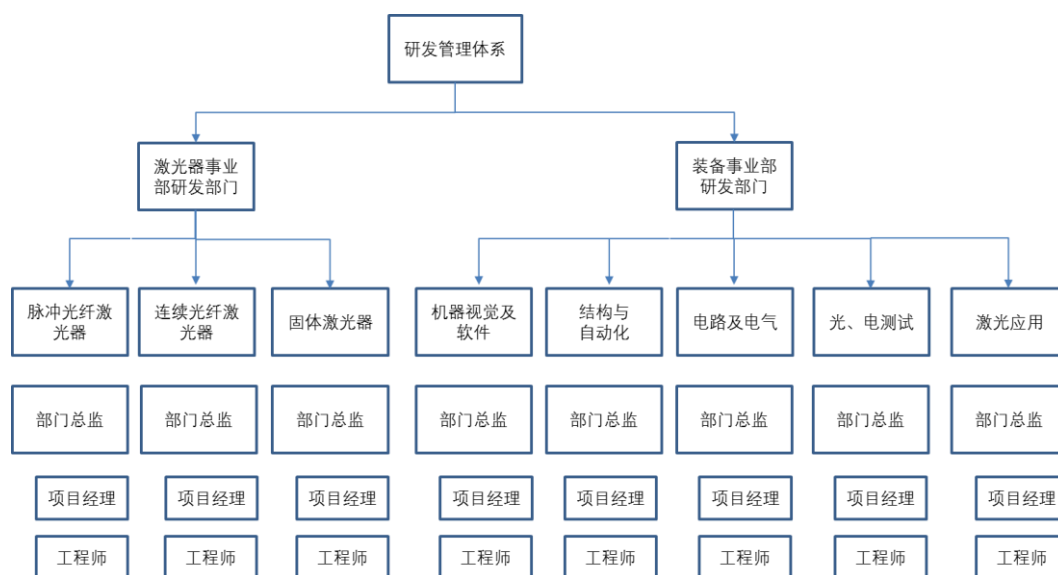 研发管理体系
激光器事业
部研发部门
装备事业部
研发部门
脉冲光纤激
光器
连续光纤激
光器
固体激光器
机器视觉及
软件
结构与
自动化
电路及电气
光、电测试
激光应用
部门总监
部门总监
部门总监
部门总监
部门总监
部门总监
部门总监
部门总监
项目经理
项目经理
项目经理
项目经理
项目经理
项目经理
项目经理
项目经理
工程师
工程师
工程师
工程师
工程师
工程师
工程师
工程师